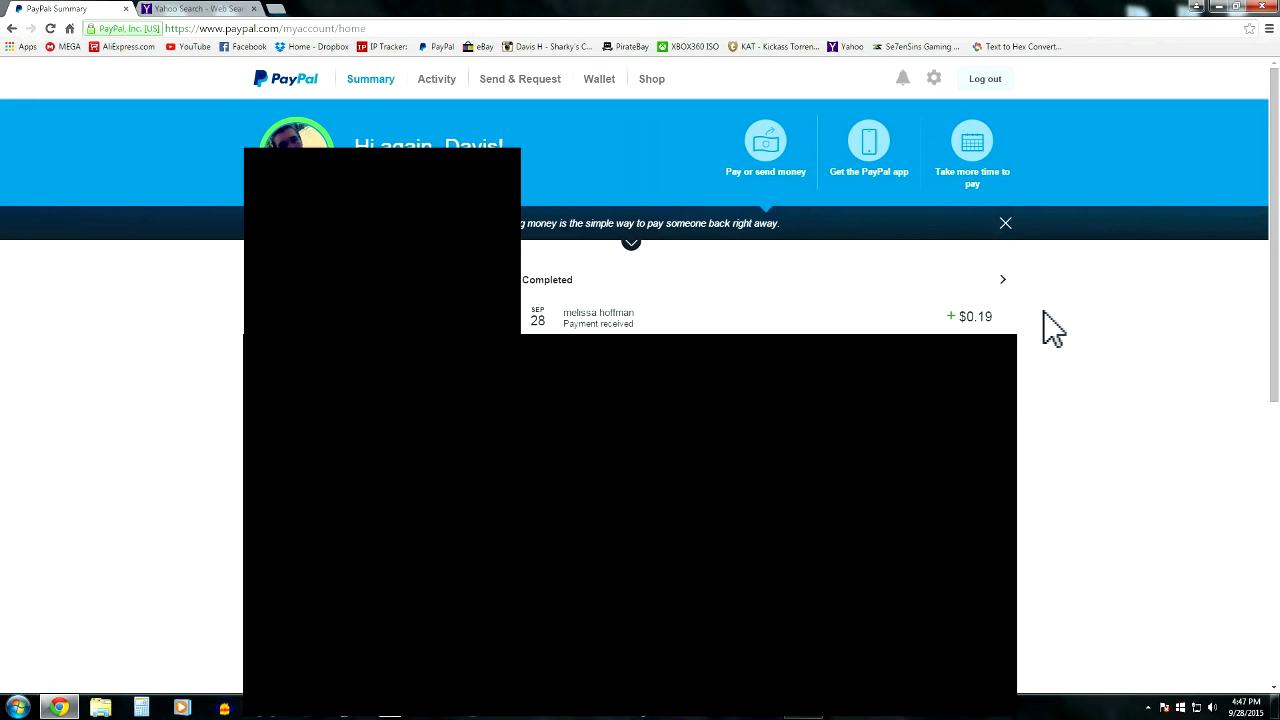 PayPal: Summary
Yahoo Search - Web Sear
PayPal, Inc. [US]
https://www.paypal.com/myaccount/home
Apps
MEGA
AliExpress.com
YouTube
Facebook
Home - Dropbox
IP Trackers
PayPal
eBay
Davis H - Sharky's C...
PirateBay
XBOX360 ISO
KAT - Kickass Torren...
Yahoo
Se7enSins Gaming ...
Text to Hex Convert...
PayPal
Summary
Activity
Send & Request
Wallet
Shop
Log out
Hi again, Davis!
Pay or send money
Get the PayPal app
Take more time to
pay
g money is the simple way to pay someone back right away.
Completed
SEP
28
melissa hoffman
Payment received
+ $0.19
4:47 PM
9/28/2015